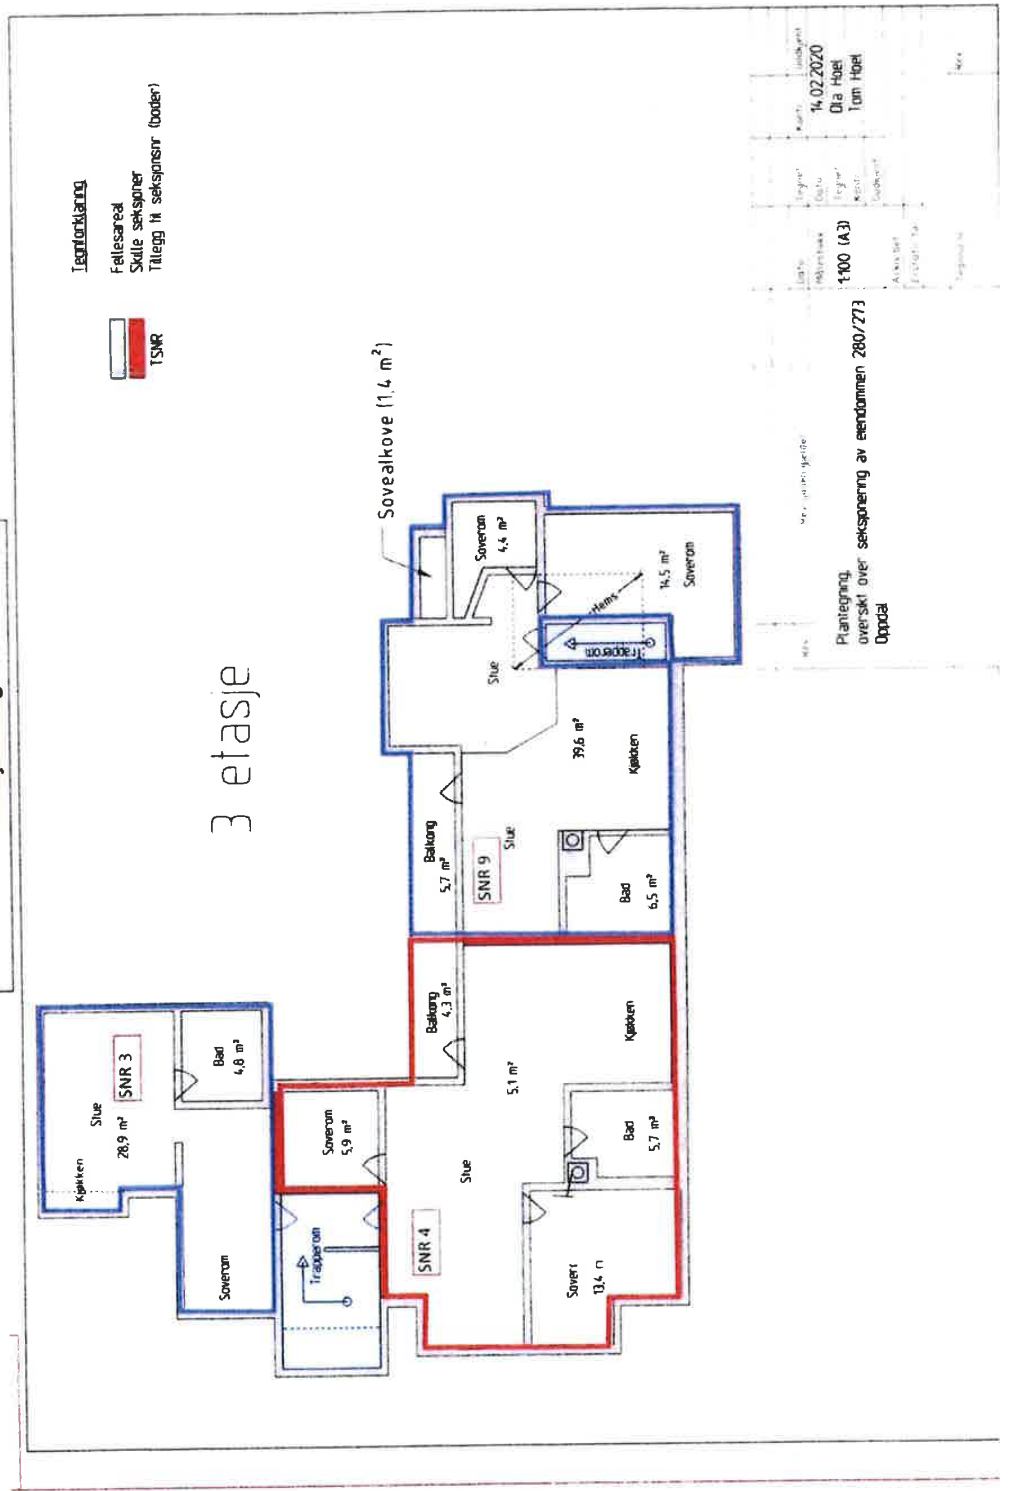 Tegnforklaring
Fellesareal
Skille seksjoner
TSNR
Tillegg til seksjonsnr (boder)
3 etasje
Sovealkove (1,4 m²)
Kjøkken
Stue
28,9 m²
SNR 3
Bad
4,8 m²
Soverom
Trapperom
Soverom
5,9 m²
Balkong
4,3 m²
SNR 4
Stue
5,1 m²
Kjøkken
Bad
5,7 m²
13,4
Balkong
5,7 m²
SNR 9
Stue
Bad
6,5 m²
Stue
39,6 m²
Kjøkken
Soverom
4,4 m²
Hems
Trapperom
14,5 m²
Soverom
Plantegning,
oversikt over seksjonering av eiendommen 280/273
Oppdal
1:100 (A3)
14.02.2020
Ola Hoel
Tom Hoel